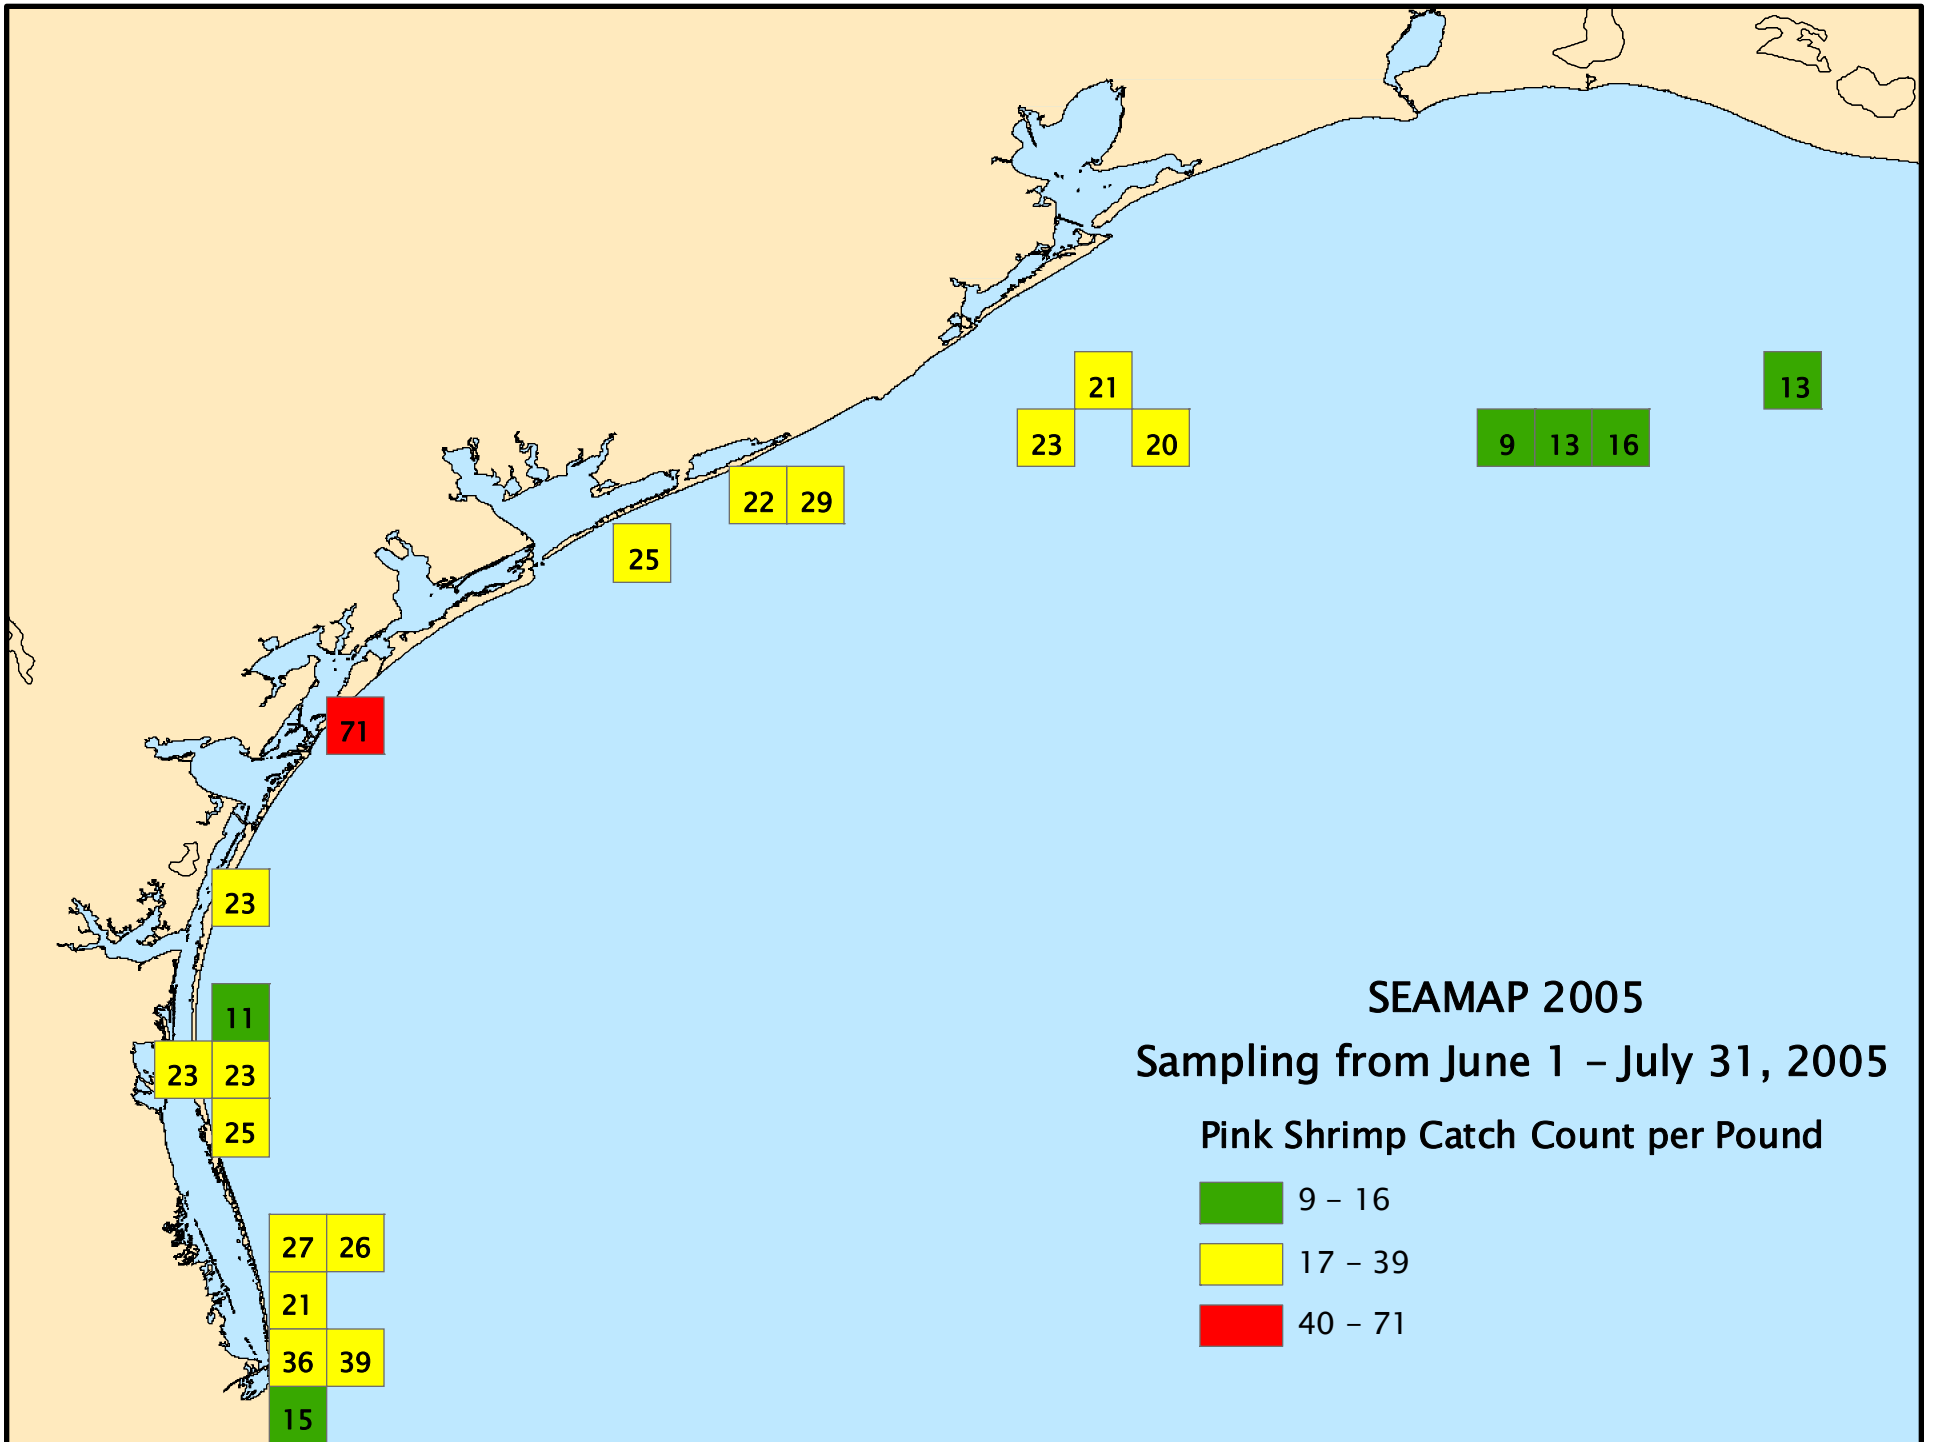 21
13
23 20
9 13 16
22 29
25
71
23
11
23 23
25
27 26
21
36 39
15
SEAMAP 2005
Sampling from June 1 – July 31, 2005
Pink Shrimp Catch Count per Pound
9 – 16
17 – 39
40 – 71